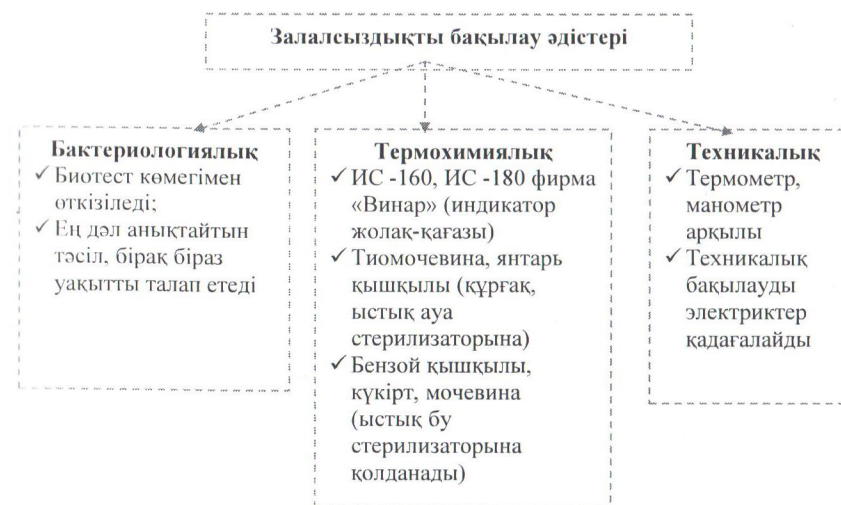 Залалсыздықты бақылау әдістері
Бактериологиялық
✓ Биотест көмегімен
өткізіледі;
✓ Ең дәл анықтайтын
тәсіл, бірақ біраз
уақытты талап етеді
Термохимиялық
✓ ИС -160, ИС -180 фирма
«Винар» (индикатор
жолақ-қағазы)
✓ Тиомочевина, янтарь
қышқылы (құрғақ,
ыстық ауа
стерилизаторына)
✓ Бензой қышқылы,
күкірт, мочевина
(ыстық бу
стерилизаторына
қолданады)
Техникалық
✓ Термометр,
манометр
арқылы
✓ Техникалық
бақылауды
электриктер
қадағалайды